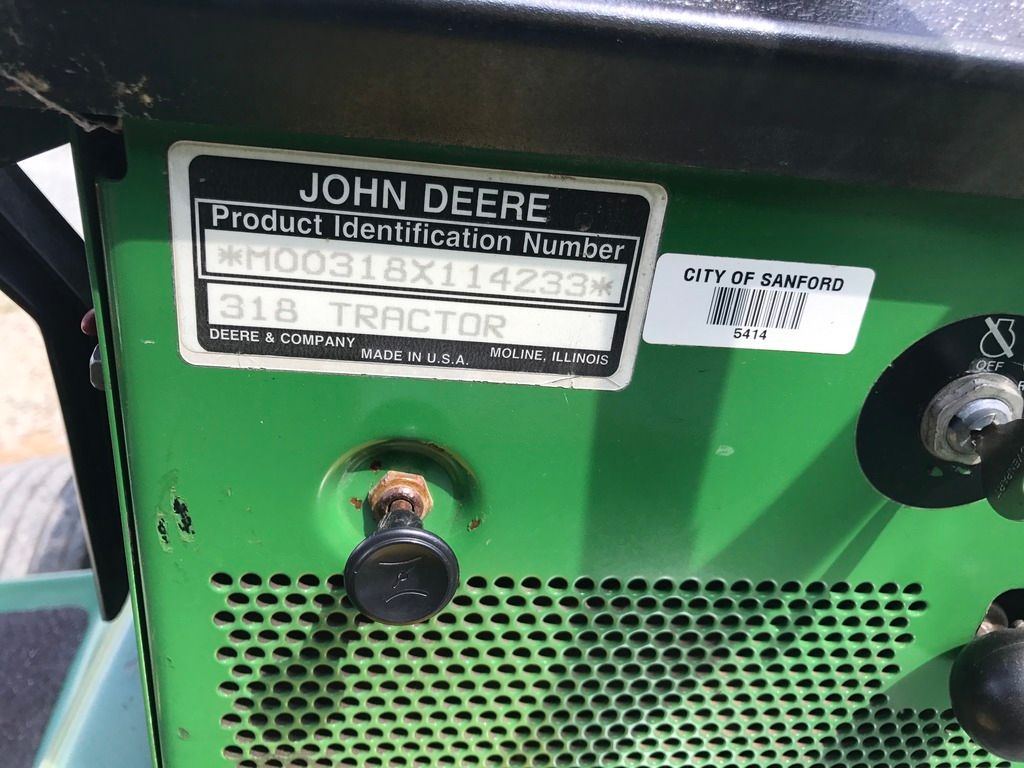 JOHN DEERE
Product Identification Number
*M00318X114233*
318 TRACTOR
DEERE & COMPANY
MADE IN U.S.A.
MOLINE, ILLINOIS
CITY OF SANFORD
5414
OFF